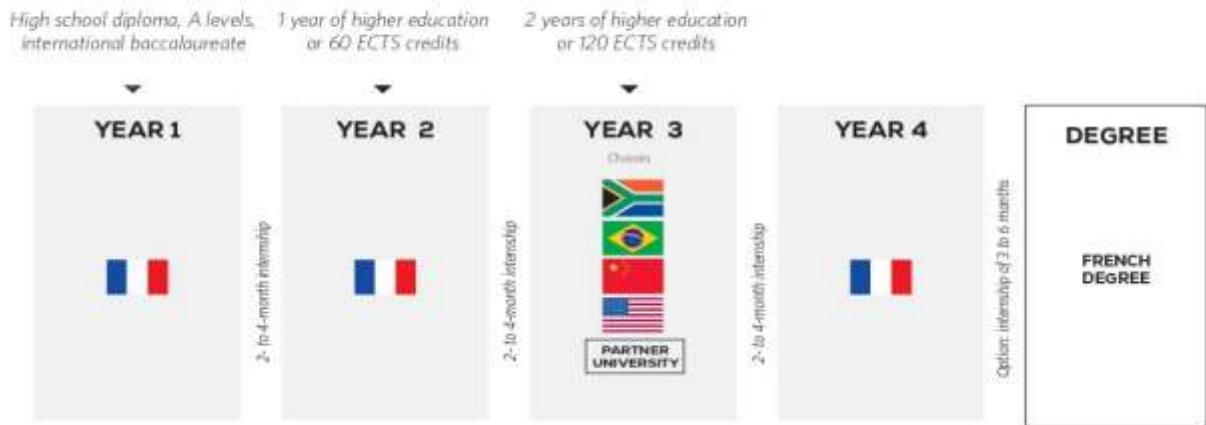 High school diploma, A levels,
international baccalaureate
1 year of higher education
or 60 ECTS credits
2 years of higher education
or 120 ECTS credits
YEAR 1
2- to 4-month internship
YEAR 2
2- to 4-month internship
YEAR 3
Choices
PARTNER
UNIVERSITY
2- to 4-month internship
YEAR 4
Option: internship of 3 to 6 months
DEGREE
FRENCH
DEGREE